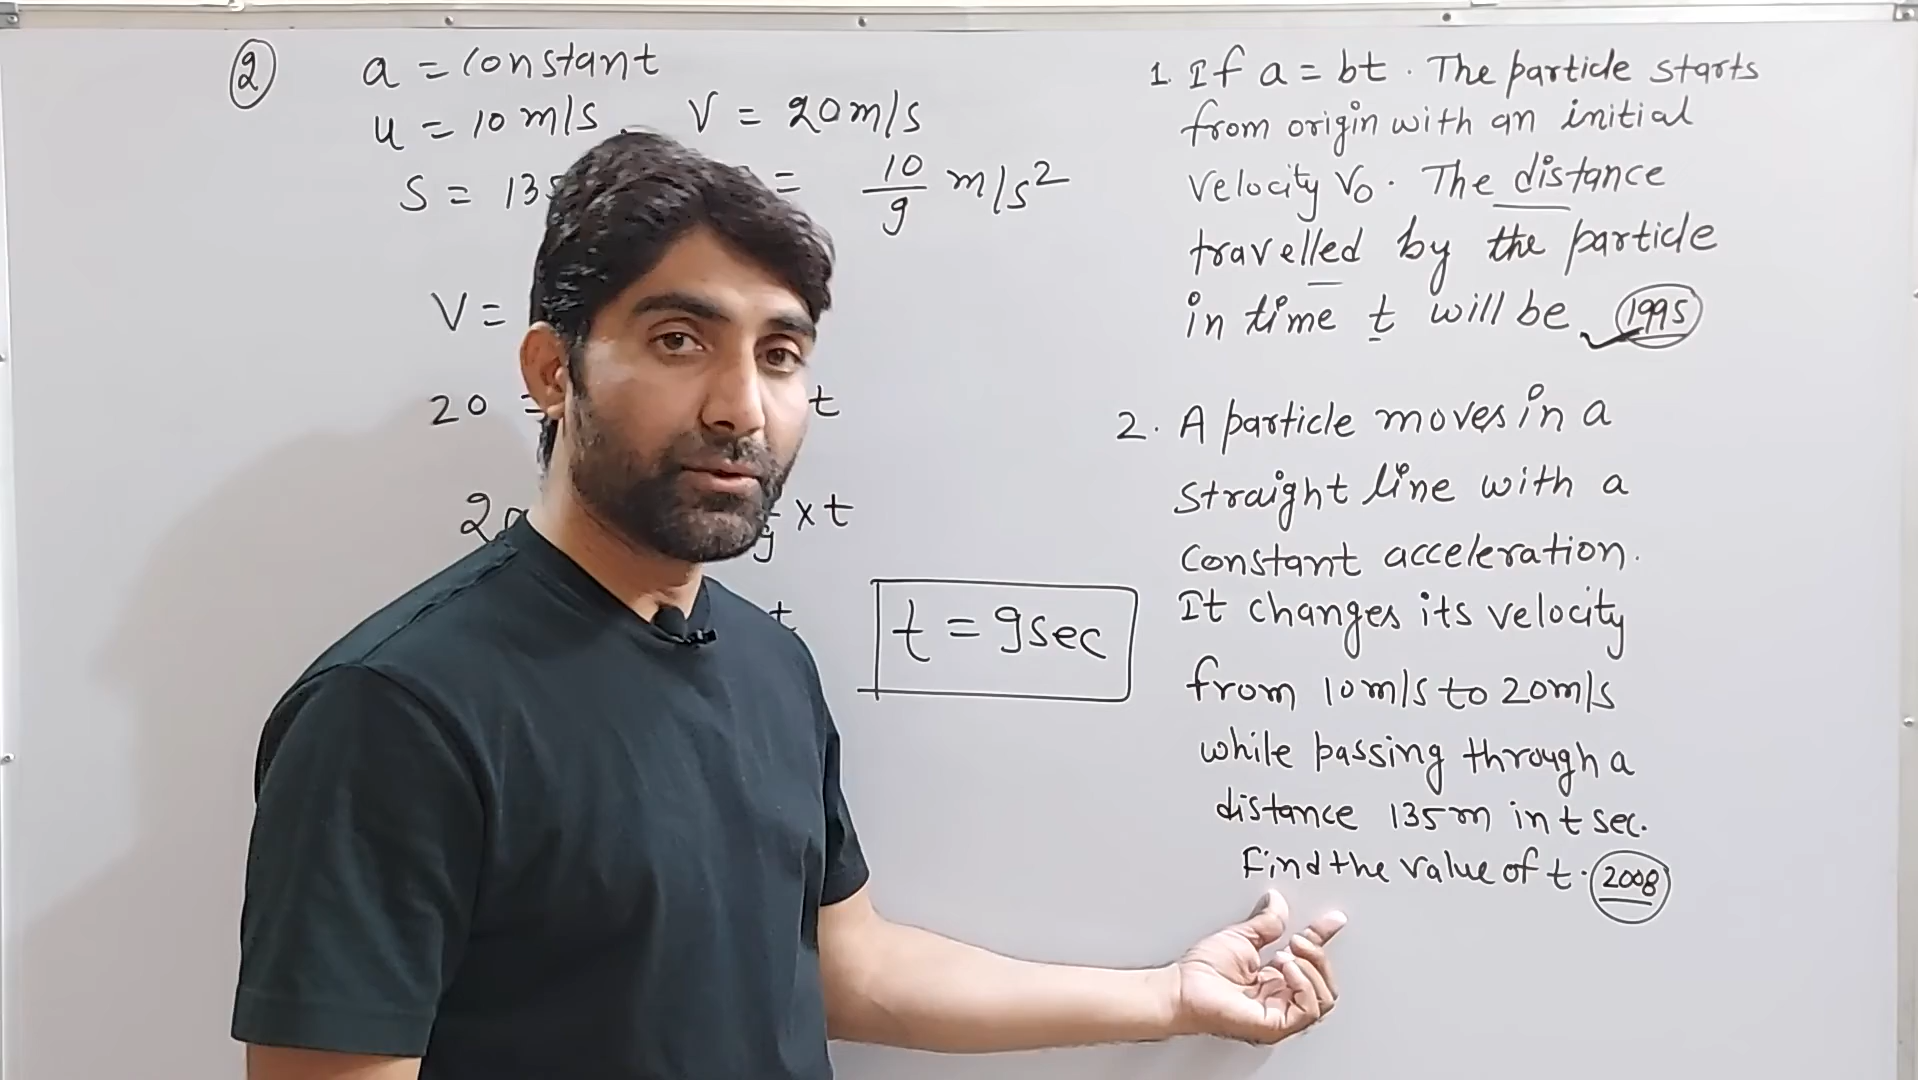 ② a = constant
u = 10 m/s, V = 20 m/s
S = 135 = 10/9 m/s²
V =
20 = t
20 9 × t
t
t = 9 sec
1. If a = bt. The particle starts
from origin with an initial
velocity V₀. The distance
travelled by the particle
in time t will be 1995
2. A particle moves in a
straight line with a
constant acceleration.
It changes its velocity
from 10 m/s to 20 m/s
while passing through a
distance 135 m in t sec.
Find the value of t. 2008